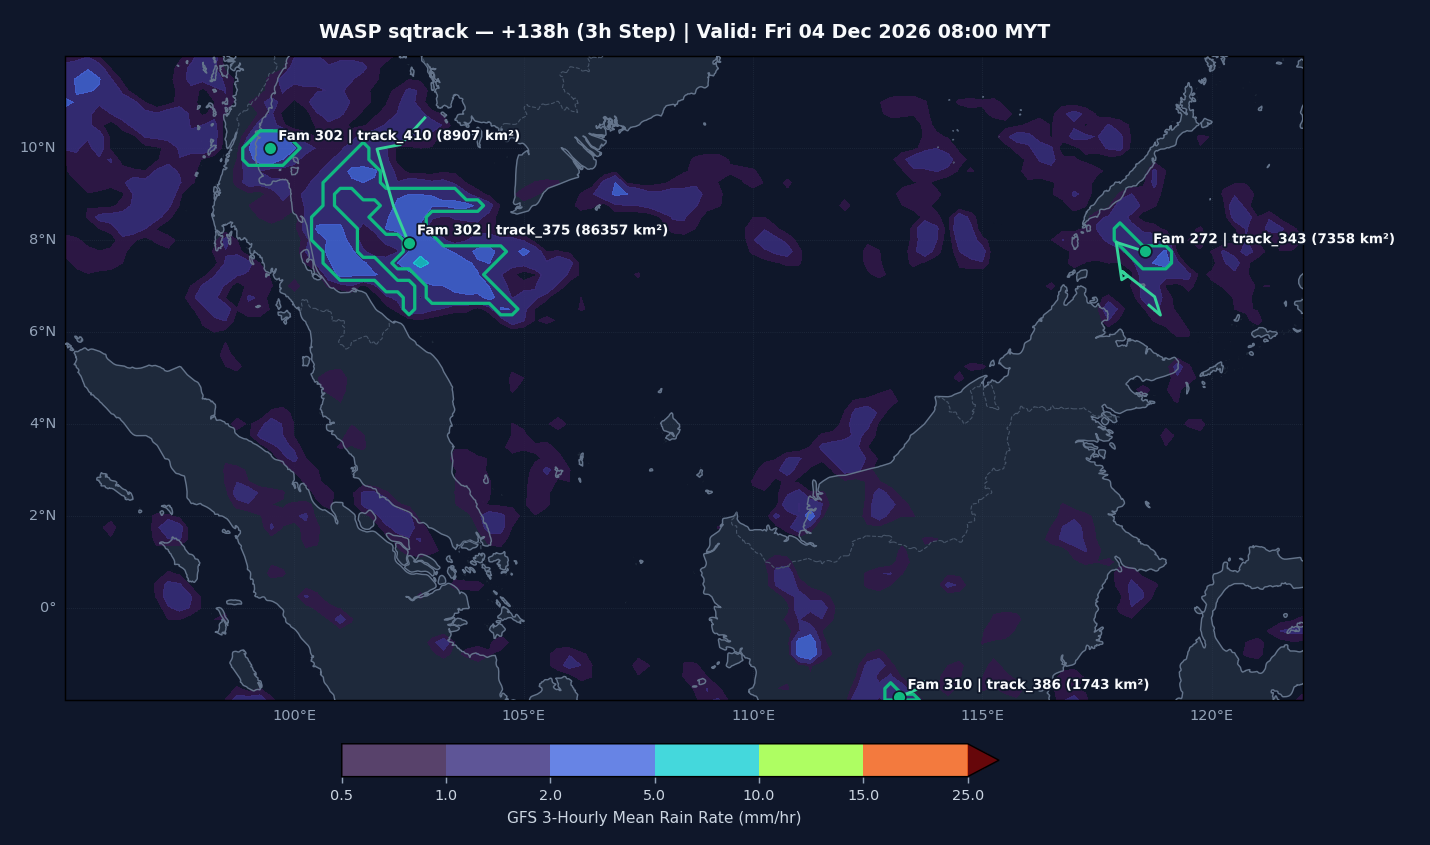 WASP sqtrack — +138h (3h Step) | Valid: Fri 04 Dec 2026 08:00 MYT
Fam 302 | track_410 (8907 km²)
10°N
Fam 302 | track_375 (86357 km²)
Fam 272 | track_343 (7358 km²)
8°N
6°N
4°N
2°N
0°
Fam 310 | track_386 (1743 km²)
100°E 105°E 110°E 115°E 120°E
0.5 1.0 2.0 5.0 10.0 15.0 25.0
GFS 3-Hourly Mean Rain Rate (mm/hr)